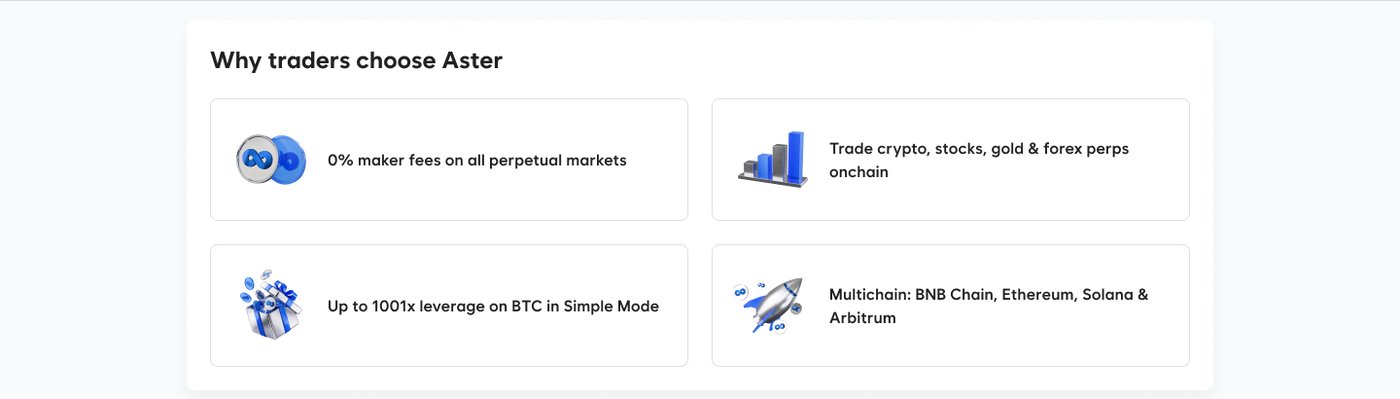 Why traders choose Aster
0% maker fees on all perpetual markets
Trade crypto, stocks, gold & forex perps
onchain
Up to 1001x leverage on BTC in Simple Mode
Multichain: BNB Chain, Ethereum, Solana &
Arbitrum